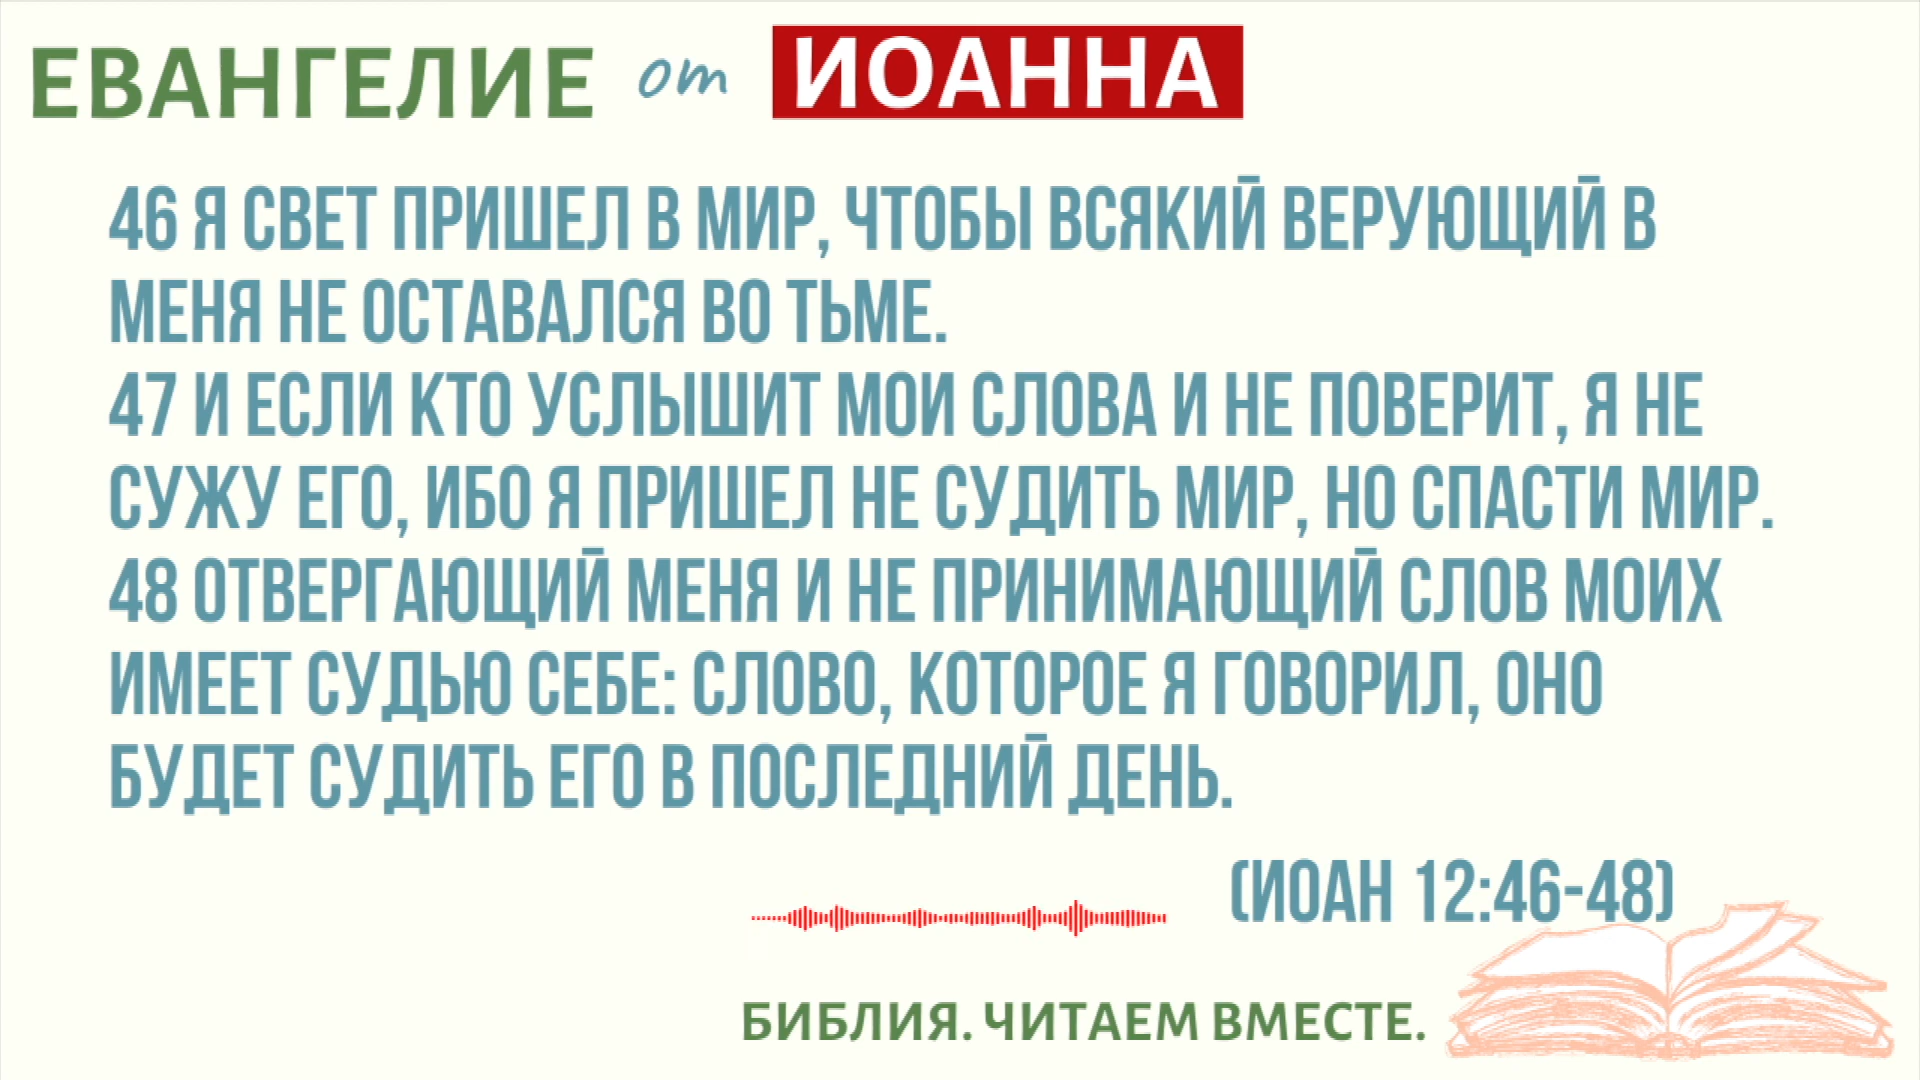 ЕВАНГЕЛИЕ от ИОАННА
46 Я СВЕТ ПРИШЕЛ В МИР, ЧТОБЫ ВСЯКИЙ ВЕРУЮЩИЙ В
МЕНЯ НЕ ОСТАВАЛСЯ ВО ТЬМЕ.
47 И ЕСЛИ КТО УСЛЫШИТ МОИ СЛОВА И НЕ ПОВЕРИТ, Я НЕ
СУЖУ ЕГО, ИБО Я ПРИШЕЛ НЕ СУДИТЬ МИР, НО СПАСТИ МИР.
48 ОТВЕРГАЮЩИЙ МЕНЯ И НЕ ПРИНИМАЮЩИЙ СЛОВ МОИХ
ИМЕЕТ СУДЬЮ СЕБЕ: СЛОВО, КОТОРОЕ Я ГОВОРИЛ, ОНО
БУДЕТ СУДИТЬ ЕГО В ПОСЛЕДНИЙ ДЕНЬ.
(ИОАН 12:46-48)
БИБЛИЯ. ЧИТАЕМ ВМЕСТЕ.